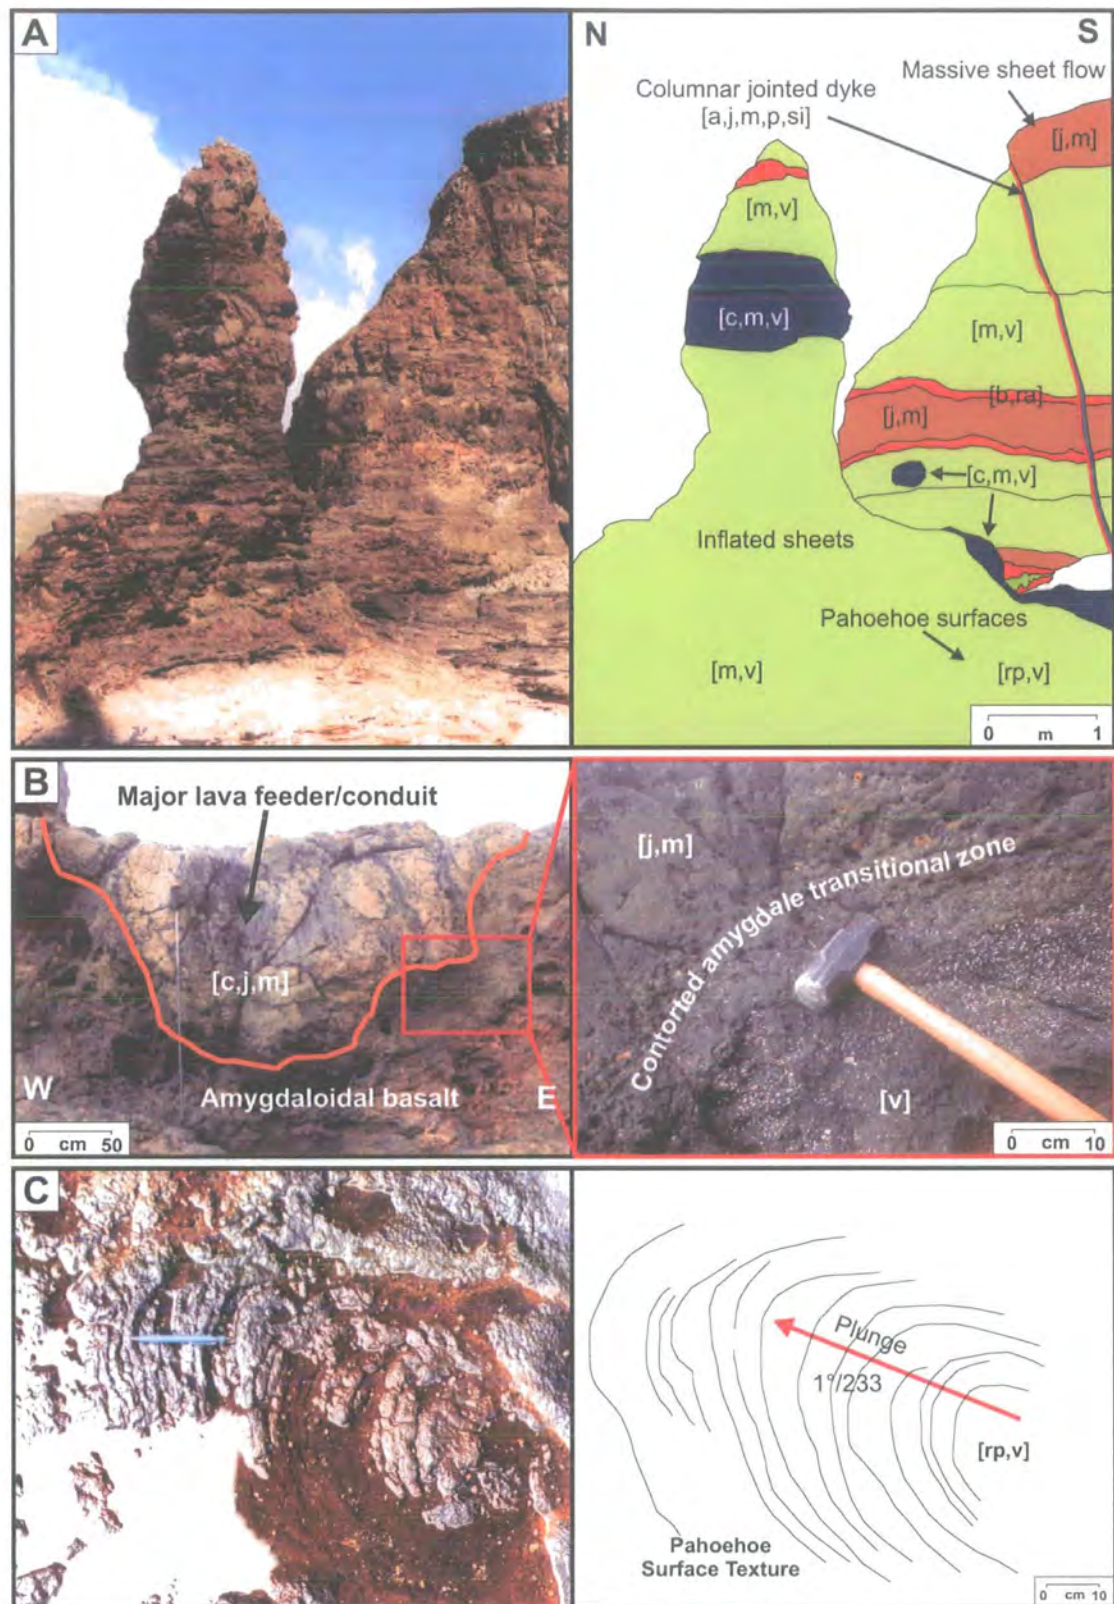 A
N
S
Massive sheet flow
Columnar jointed dyke
[a,j,m,p,si]
[j,m]
[m,v]
[c,m,v]
[m,v]
[b,ra]
[j,m]
[c,m,v]
Inflated sheets
Pahoehoe surfaces
[m,v]
[rp,v]
0 m 1
B
Major lava feeder/conduit
[c,j,m]
W
Amygdaloidal basalt
E
0 cm 50
[j,m]
Contorted amygdale transitional zone
[v]
0 cm 10
C
Plunge
1°/233
[rp,v]
Pahoehoe
Surface Texture
0 cm 10